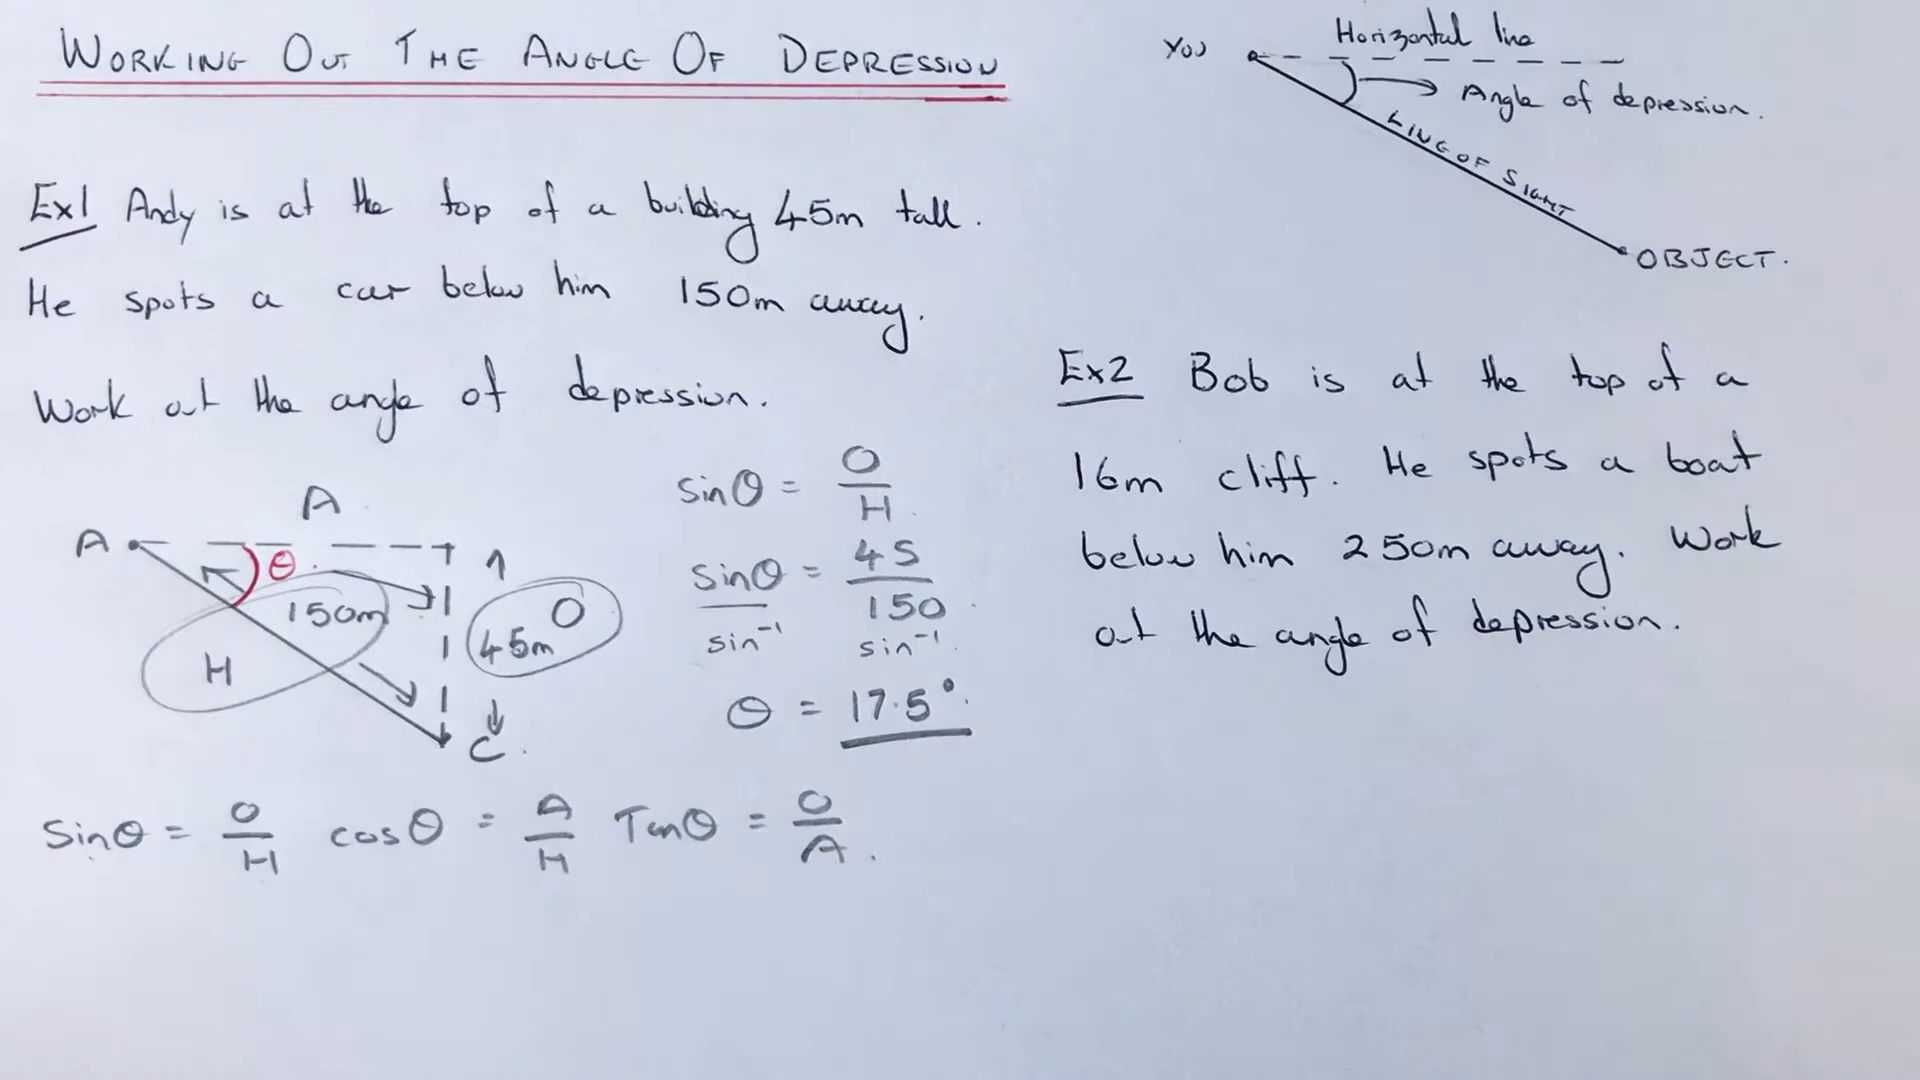 WORKING OUT THE ANGLE OF DEPRESSION
Ex1 Andy is at the top of a building 45m tall.
He spots a car below him 150m away.
Work out the angle of depression.
A
A
θ.
150m
H
O
45m
C.
sinθ = O/H
sinθ = 45/150
sin⁻¹ sin⁻¹
θ = 17.5°
Sinθ = O/H cosθ = A/H Tanθ = O/A.
YOU
Horizontal line
Angle of depression.
LINE OF SIGHT
OBJECT.
Ex2 Bob is at the top of a
16m cliff. He spots a boat
below him 250m away. Work
out the angle of depression.